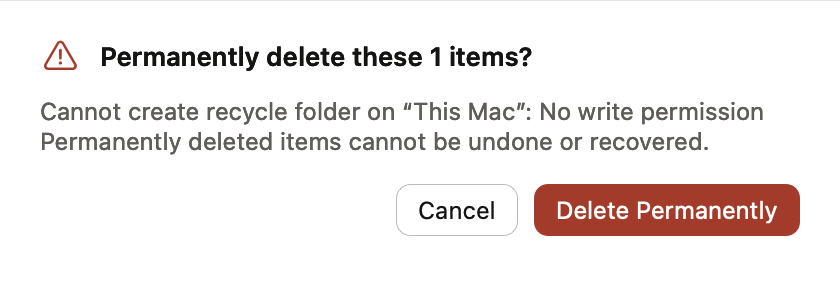 Permanently delete these 1 items?
Cannot create recycle folder on “This Mac”: No write permission
Permanently deleted items cannot be undone or recovered.
Cancel
Delete Permanently